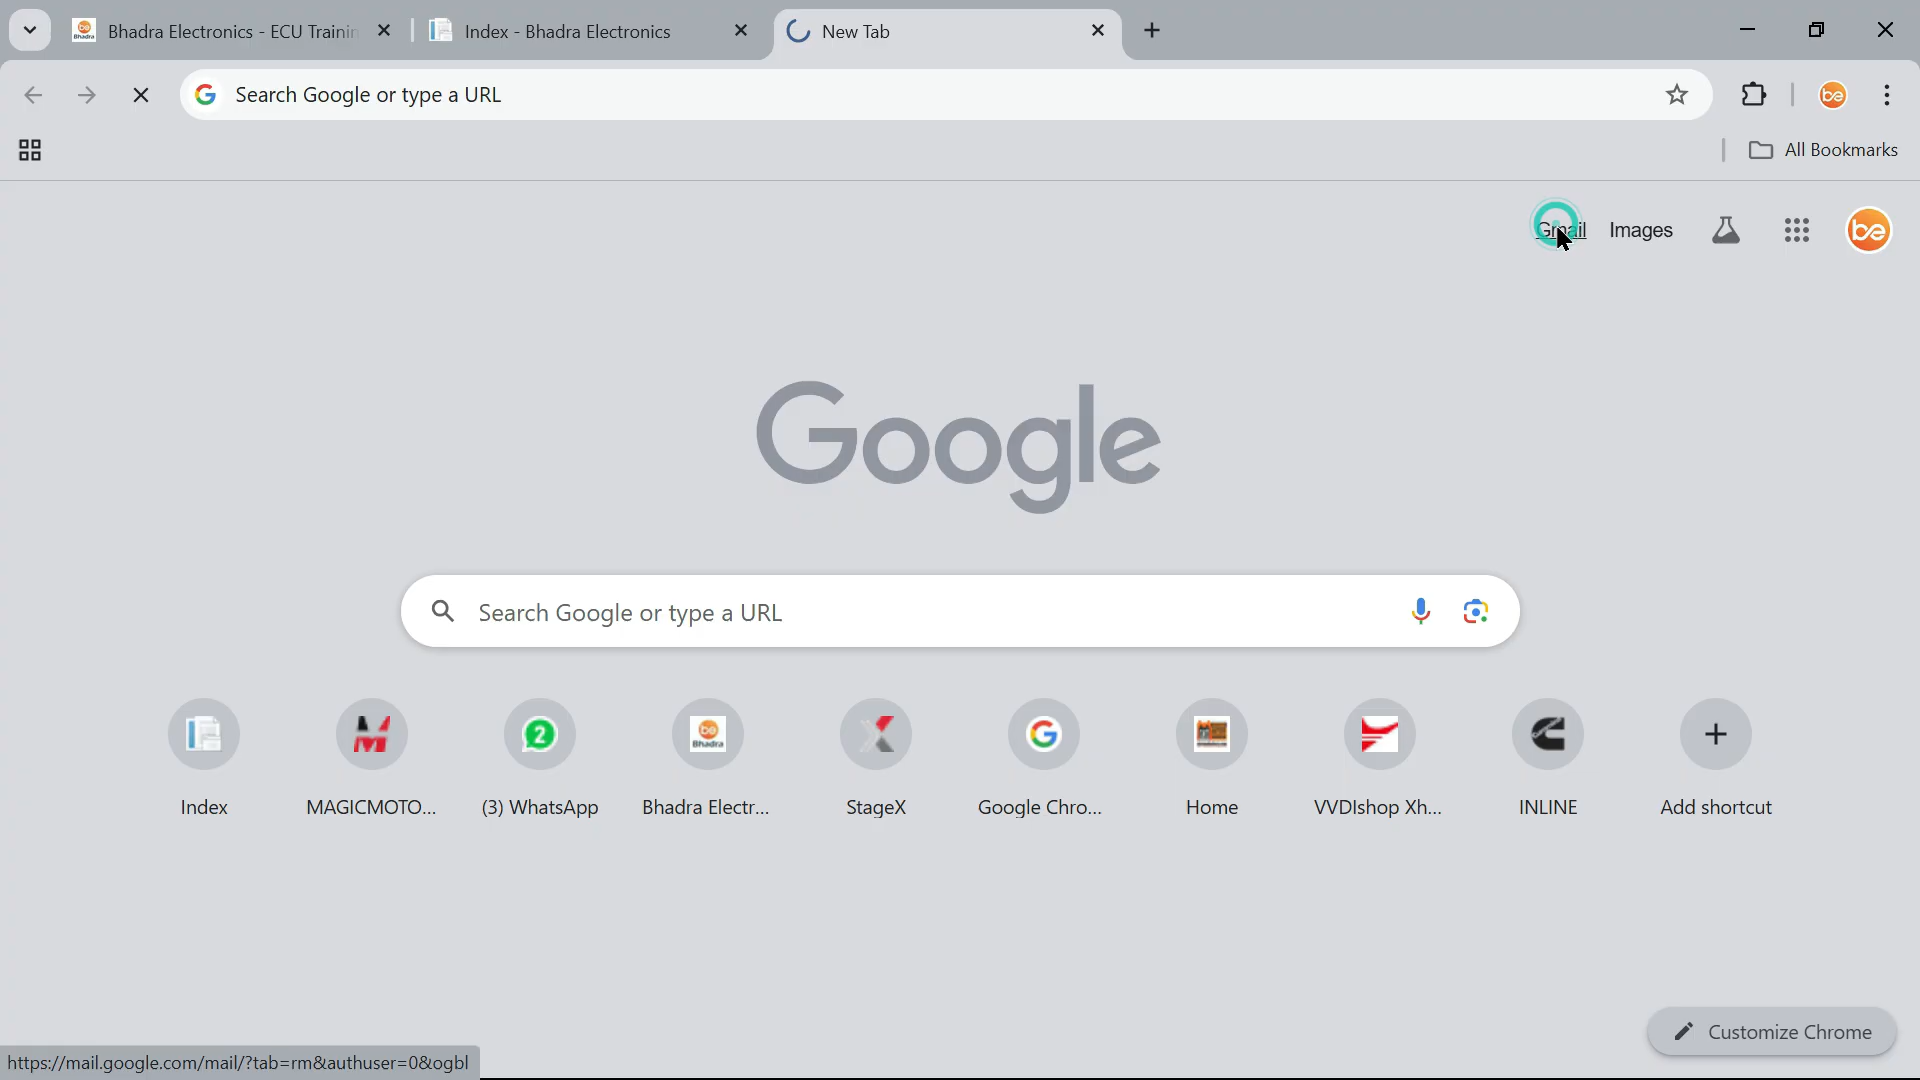 Bhadra Electronics - ECU Trainin
Index - Bhadra Electronics
New Tab
Search Google or type a URL
All Bookmarks
Gmail
Images
be
Google
Search Google or type a URL
2
Index
MAGICMOTO...
(3) WhatsApp
Bhadra Electr...
StageX
Google Chro...
Home
VVDIshop Xh...
INLINE
Add shortcut
Customize Chrome
https://mail.google.com/mail/?tab=rm&authuser=0&ogbl